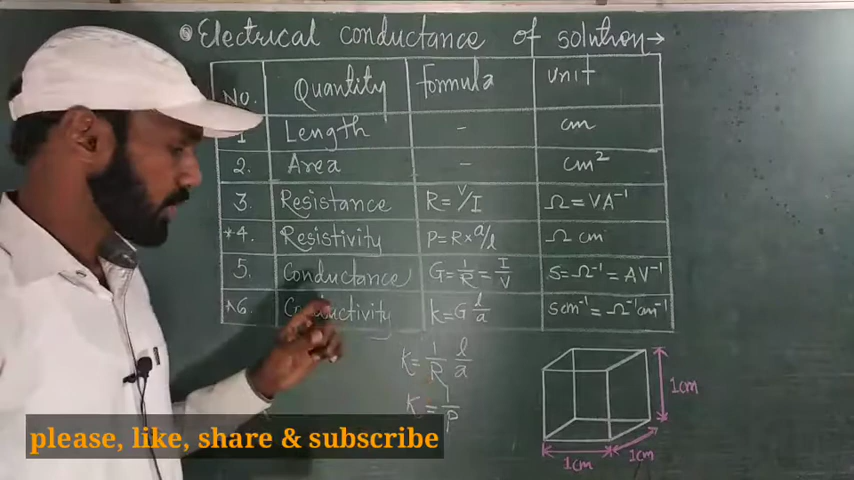 Electrical conductance of solution →
No. Quantity formula unit
1 Length - cm
2. Area - cm²
3. Resistance R= V/I Ω = VA⁻¹
*4. Resistivity ρ= R× a/l Ω cm
5. Conductance G= 1/R = I/V S= Ω⁻¹ = AV⁻¹
*6. Conductivity k= G l/a S cm⁻¹ = Ω⁻¹cm⁻¹
K= 1/R l/a
K= 1/ρ
1cm
1cm
1cm
please, like, share & subscribe